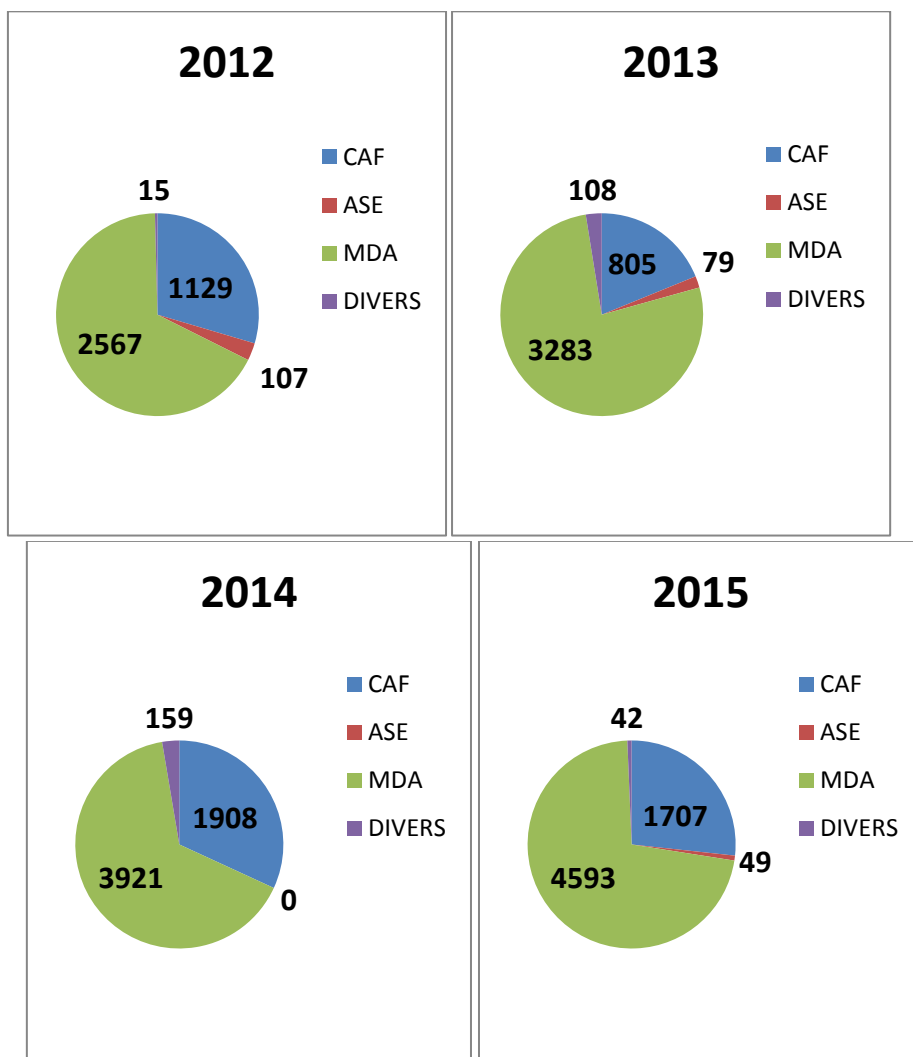 2012
CAF
ASE
MDA
DIVERS
15
1129
2567
107
2013
CAF
ASE
MDA
DIVERS
108
805
79
3283
2014
CAF
ASE
MDA
DIVERS
159
1908
3921
0
2015
CAF
ASE
MDA
DIVERS
42
1707
4593
49